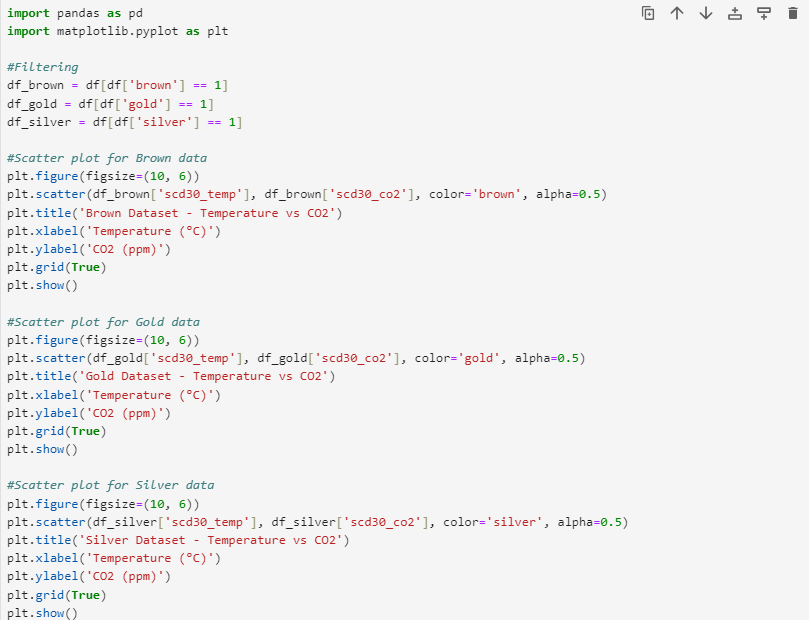 import pandas as pd
import matplotlib.pyplot as plt
#Filtering
df_brown = df[df['brown'] == 1]
df_gold = df[df['gold'] == 1]
df_silver = df[df['silver'] == 1]
#Scatter plot for Brown data
plt.figure(figsize=(10, 6))
plt.scatter(df_brown['scd30_temp'], df_brown['scd30_co2'], color='brown', alpha=0.5)
plt.title('Brown Dataset - Temperature vs CO2')
plt.xlabel('Temperature (°C)')
plt.ylabel('CO2 (ppm)')
plt.grid(True)
plt.show()
#Scatter plot for Gold data
plt.figure(figsize=(10, 6))
plt.scatter(df_gold['scd30_temp'], df_gold['scd30_co2'], color='gold', alpha=0.5)
plt.title('Gold Dataset - Temperature vs CO2')
plt.xlabel('Temperature (°C)')
plt.ylabel('CO2 (ppm)')
plt.grid(True)
plt.show()
#Scatter plot for Silver data
plt.figure(figsize=(10, 6))
plt.scatter(df_silver['scd30_temp'], df_silver['scd30_co2'], color='silver', alpha=0.5)
plt.title('Silver Dataset - Temperature vs CO2')
plt.xlabel('Temperature (°C)')
plt.ylabel('CO2 (ppm)')
plt.grid(True)
plt.show()